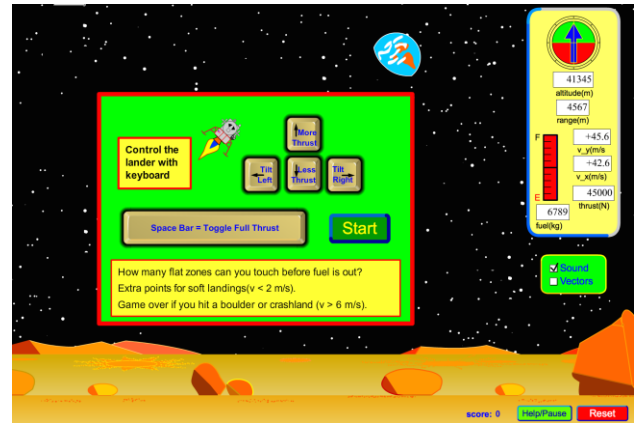 41345
altitude(m)
4567
range(m)
F
+45.6
v_y(m/s)
+42.6
v_x(m/s)
45000
thrust(N)
E
6789
fuel(kg)
Control the
lander with
keyboard
More
Thrust
Tilt
Left
Less
Thrust
Tilt
Right
Space Bar = Toggle Full Thrust
Start
How many flat zones can you touch before fuel is out?
Extra points for soft landings(v < 2 m/s).
Game over if you hit a boulder or crashland (v > 6 m/s).
Sound
Vectors
score: 0
Help/Pause
Reset